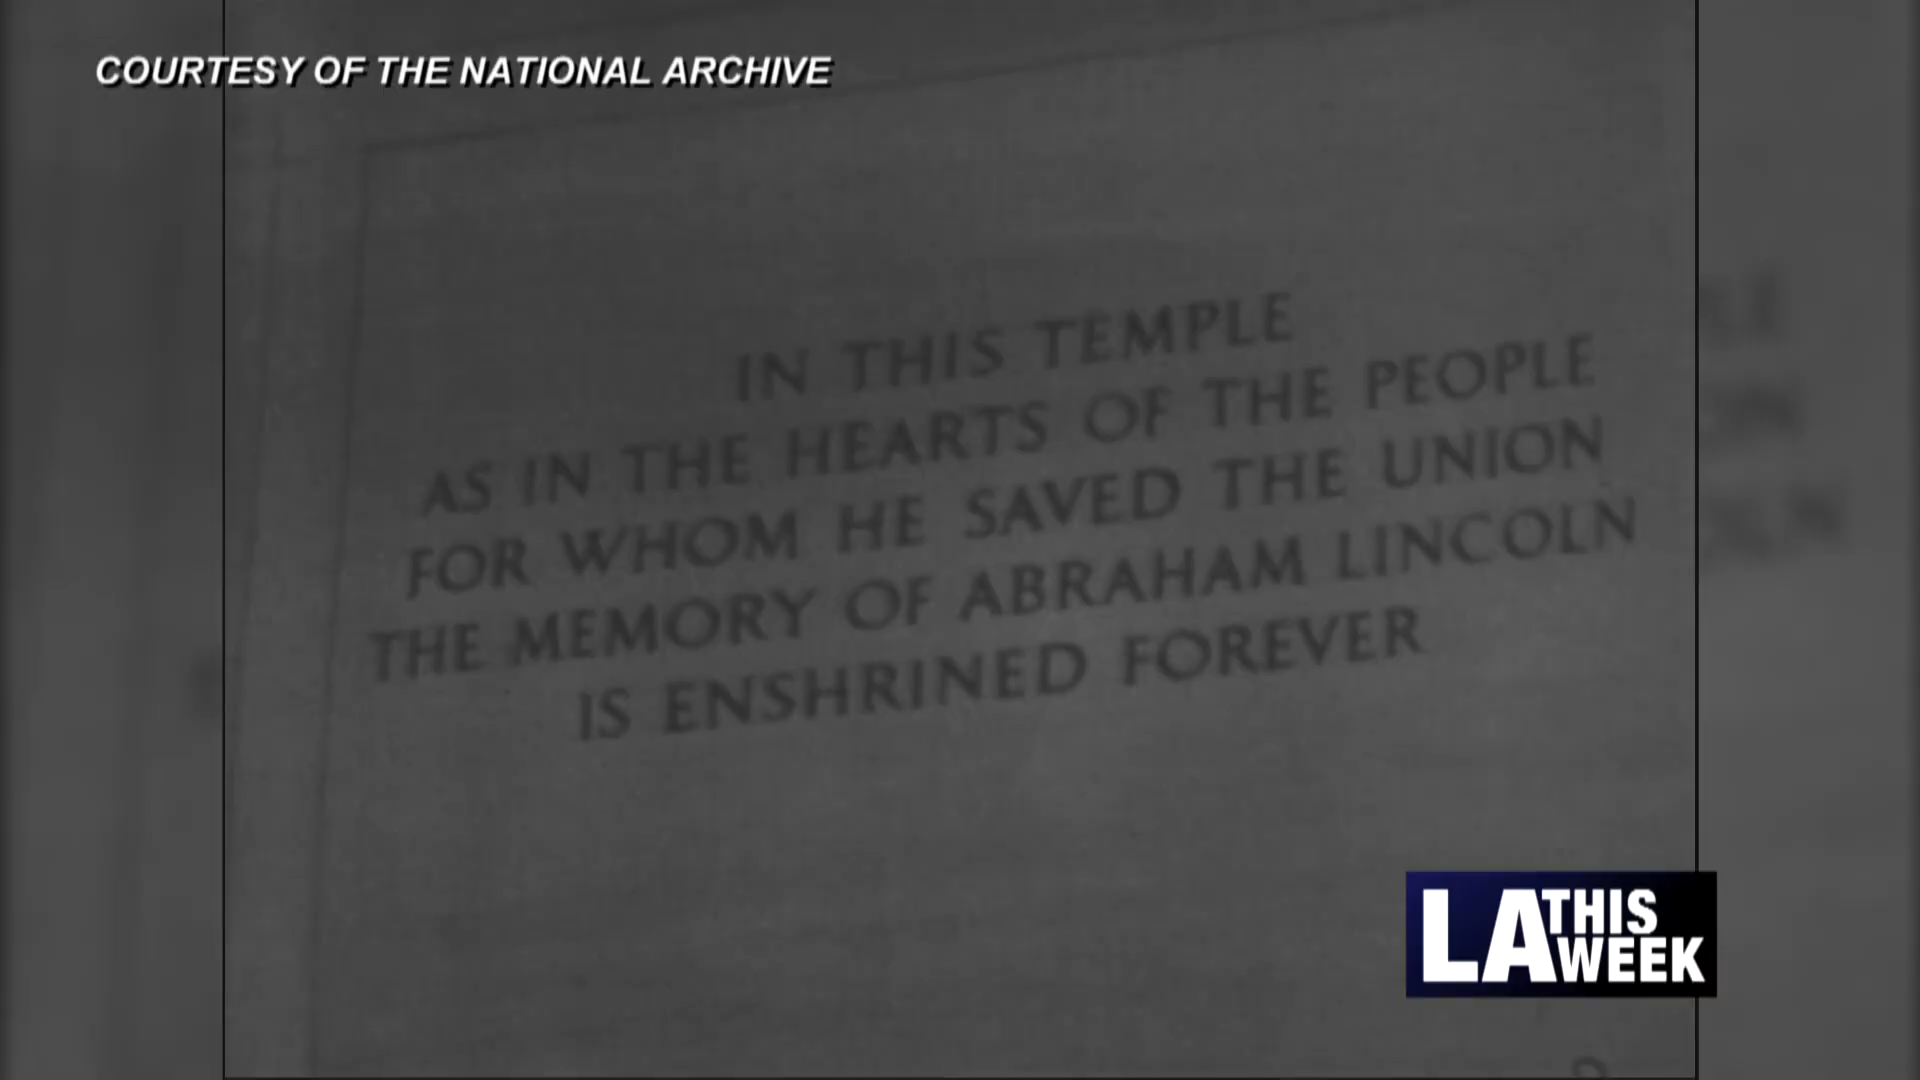 COURTESY OF THE NATIONAL ARCHIVE
IN THIS TEMPLE
AS IN THE HEARTS OF THE PEOPLE
FOR WHOM HE SAVED THE UNION
THE MEMORY OF ABRAHAM LINCOLN
IS ENSHRINED FOREVER
LA THIS WEEK